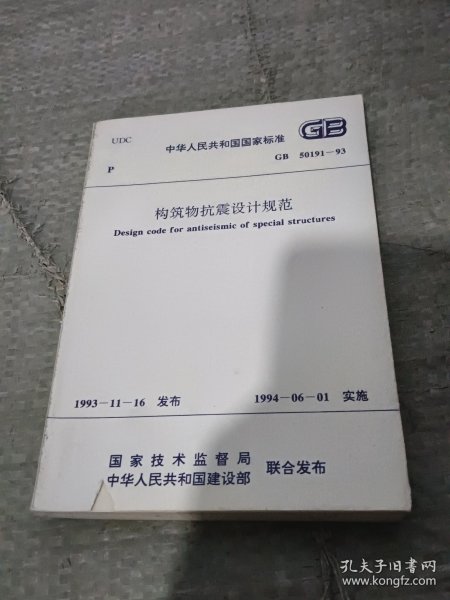 UDC
中华人民共和国国家标准
GB
P
GB 50191-93
构筑物抗震设计规范
Design code for antiseismic of special structures
1993-11-16 发布
1994-06-01 实施
国家技术监督局
中华人民共和国建设部
联合发布
孔夫子旧书网
www.kongfz.com